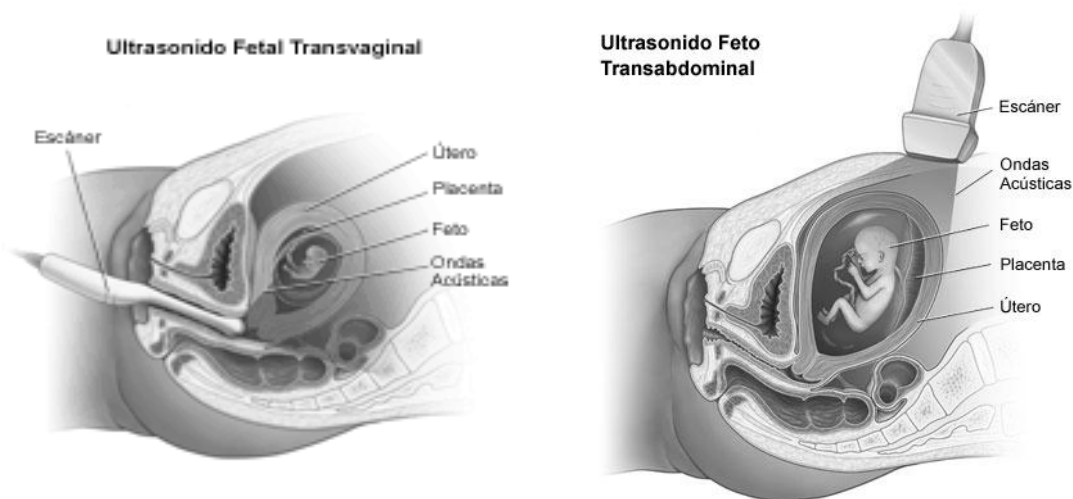 Ultrasonido Fetal Transvaginal
Escáner
Útero
Placenta
Feto
Ondas
Acústicas
Ultrasonido Feto
Transabdominal
Escáner
Ondas
Acústicas
Feto
Placenta
Útero